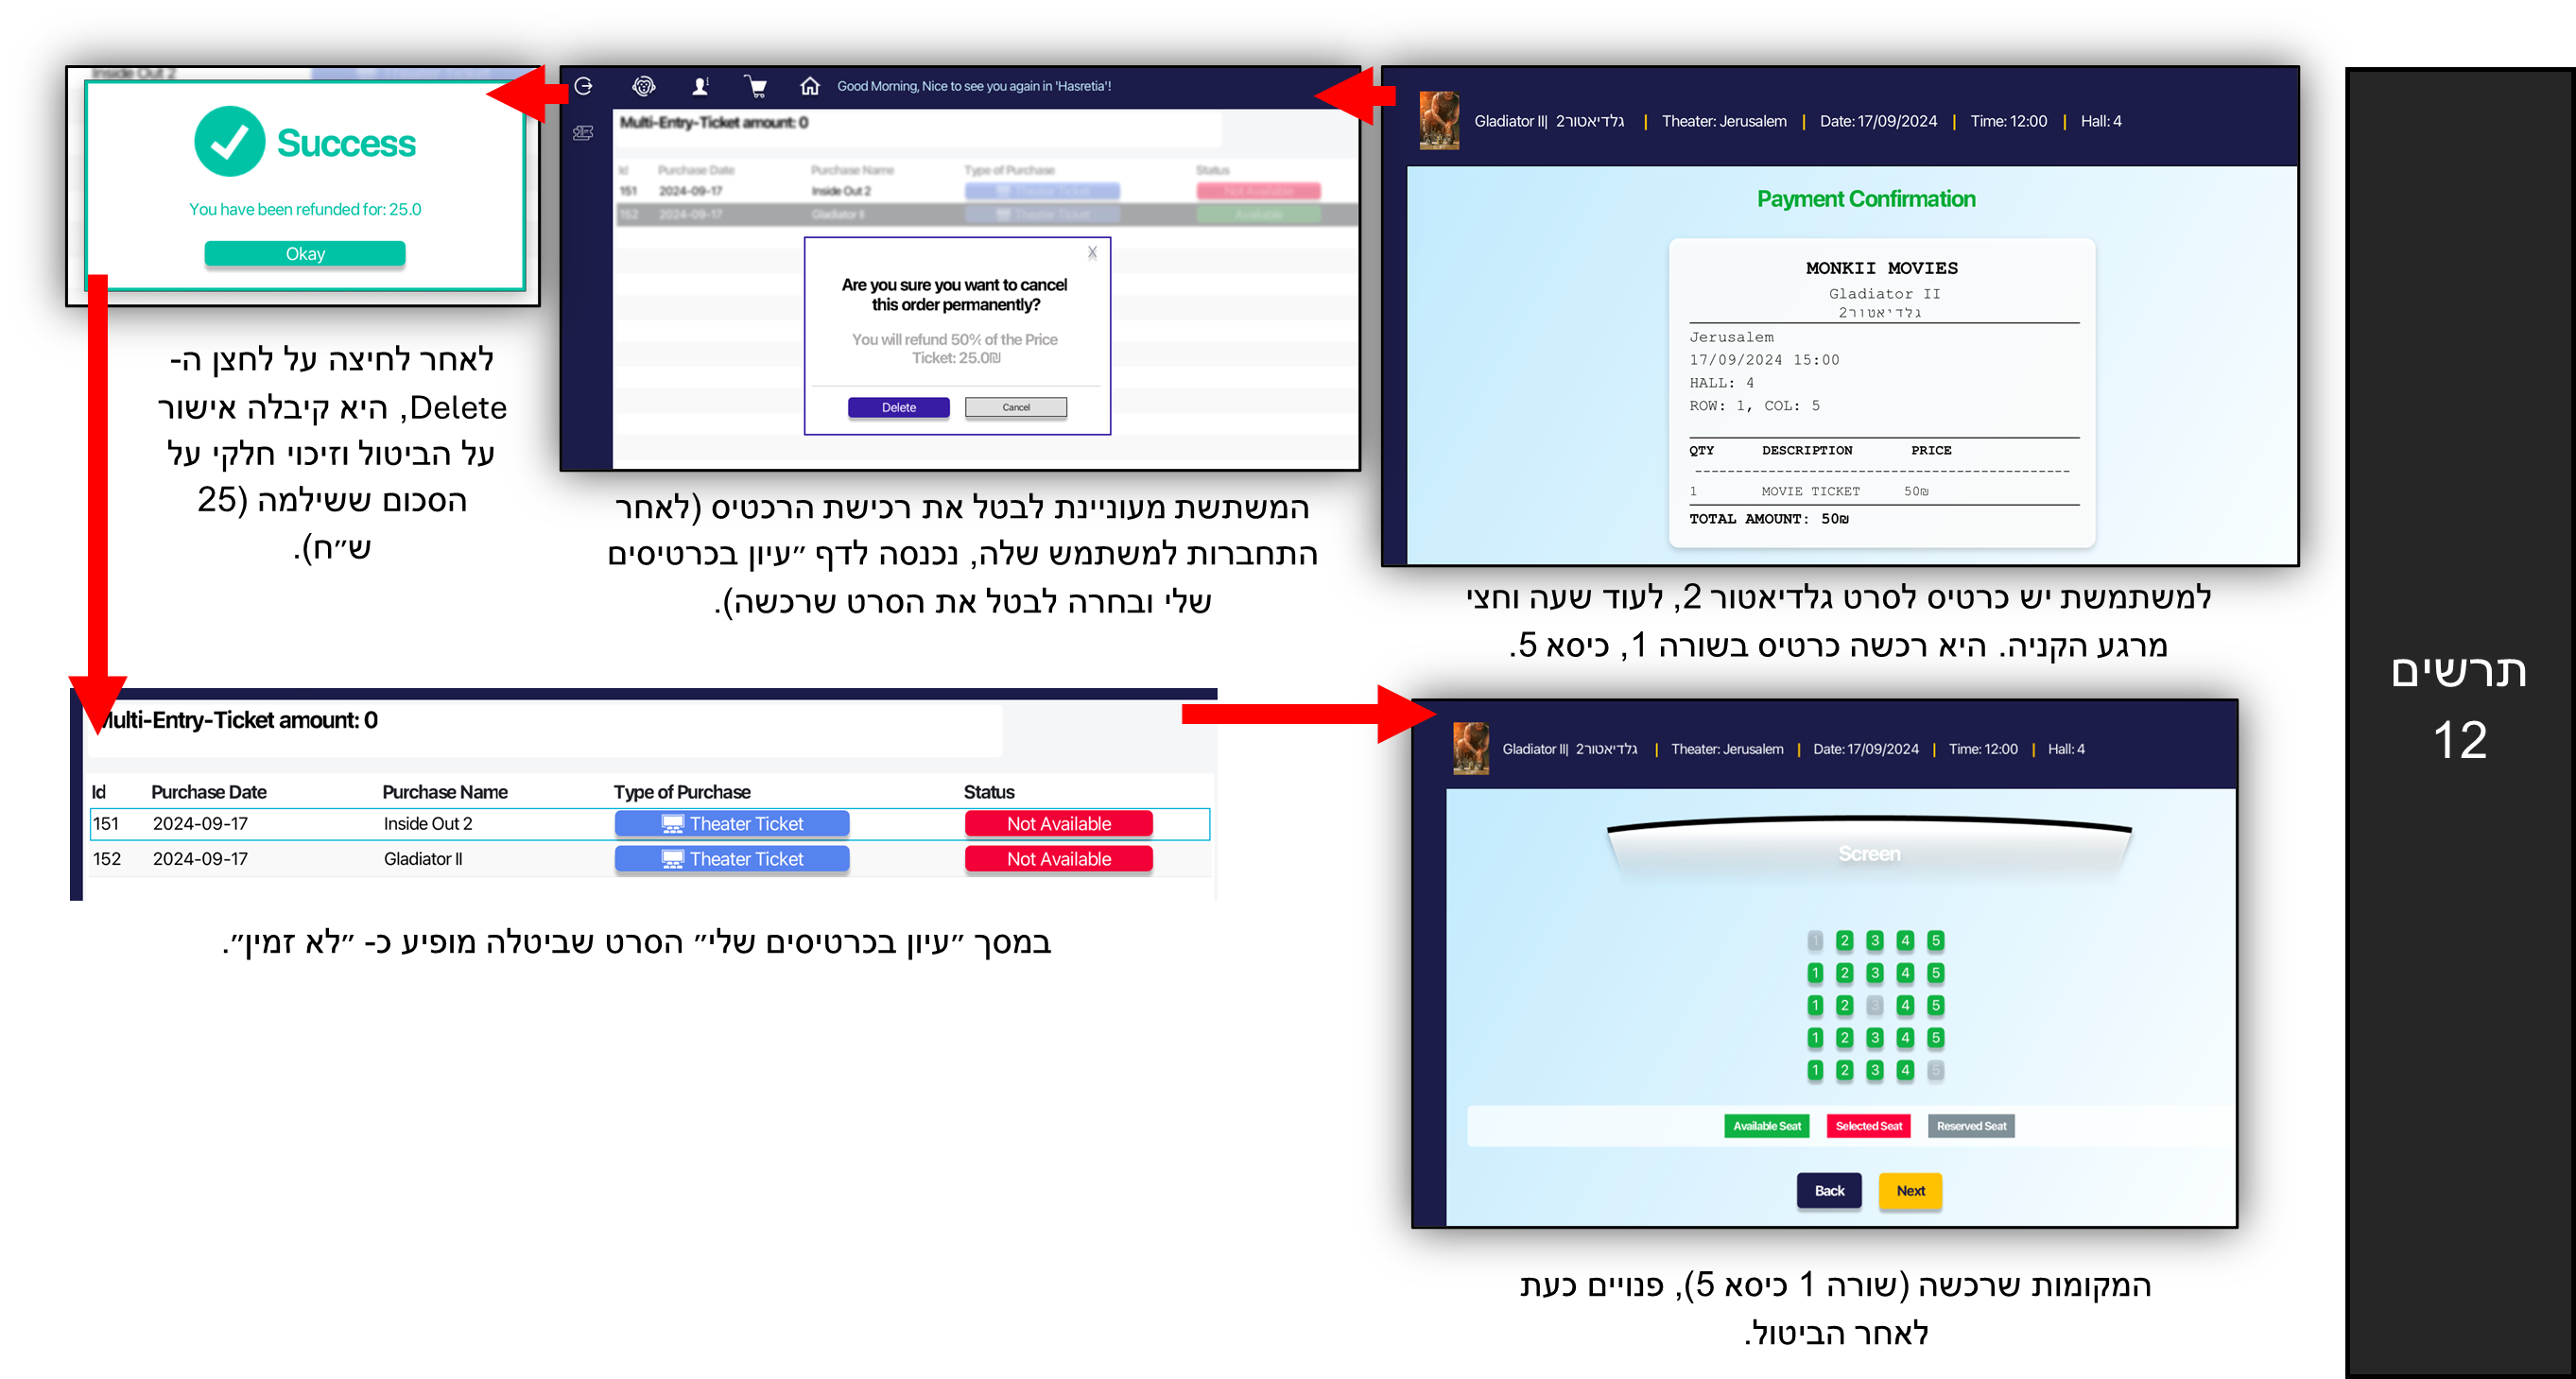 תרשים
12
Gladiator II| גלדיאטור2 | Theater: Jerusalem | Date: 17/09/2024 | Time: 12:00 | Hall: 4
Payment Confirmation
MONKII MOVIES
Gladiator II
גלדיאטור2
Jerusalem
17/09/2024 15:00
HALL: 4
ROW: 1, COL: 5
QTY DESCRIPTION PRICE
1 MOVIE TICKET 50₪
TOTAL AMOUNT: 50₪
למשתמשת יש כרטיס לסרט גלדיאטור 2, לעוד שעה וחצי
מרגע הקניה. היא רכשה כרטיס בשורה 1, כיסא 5.
Good Morning, Nice to see you again in 'Hasretia'!
Multi-Entry-Ticket amount: 0
Id Purchase Date Purchase Name Type of Purchase Status
151 2024-09-17 Inside Out 2 Theater Ticket Not Available
152 2024-09-17 Gladiator II Theater Ticket Available
X
Are you sure you want to cancel
this order permanently?
You will refund 50% of the Price
Ticket: 25.0₪
Delete Cancel
המשתשת מעוניינת לבטל את רכישת הרכטיס (לאחר
התחברות למשתמש שלה, נכנסה לדף ״עיון בכרטיסים
שלי ובחרה לבטל את הסרט שרכשה).
Inside Out 2
Success
You have been refunded for: 25.0
Okay
לאחר לחיצה על לחצן ה-
Delete, היא קיבלה אישור
על הביטול וזיכוי חלקי על
הסכום ששילמה (25
ש״ח).
Multi-Entry-Ticket amount: 0
Id Purchase Date Purchase Name Type of Purchase Status
151 2024-09-17 Inside Out 2 Theater Ticket Not Available
152 2024-09-17 Gladiator II Theater Ticket Not Available
במסך ״עיון בכרטיסים שלי״ הסרט שביטלה מופיע כ- ״לא זמין״.
Gladiator II| גלדיאטור2 | Theater: Jerusalem | Date: 17/09/2024 | Time: 12:00 | Hall: 4
Screen
1 2 3 4 5
1 2 3 4 5
1 2 3 4 5
1 2 3 4 5
1 2 3 4 5
Available Seat Selected Seat Reserved Seat
Back Next
המקומות שרכשה (שורה 1 כיסא 5), פנויים כעת
לאחר הביטול.